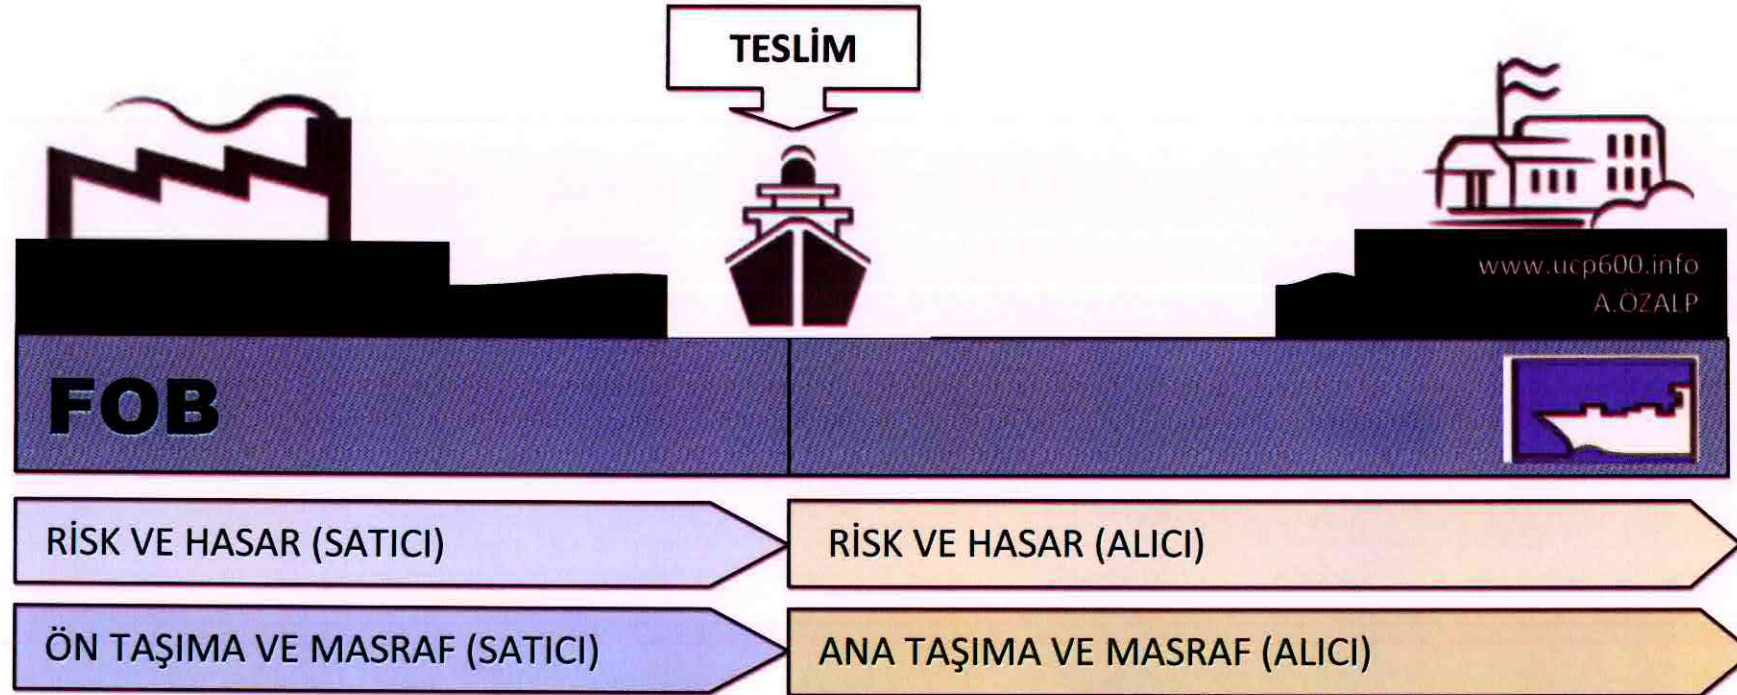 TESLİM
www.ucp600.info
A.ÖZALP
FOB
RİSK VE HASAR (SATICI)
RİSK VE HASAR (ALICI)
ÖN TAŞIMA VE MASRAF (SATICI)
ANA TAŞIMA VE MASRAF (ALICI)